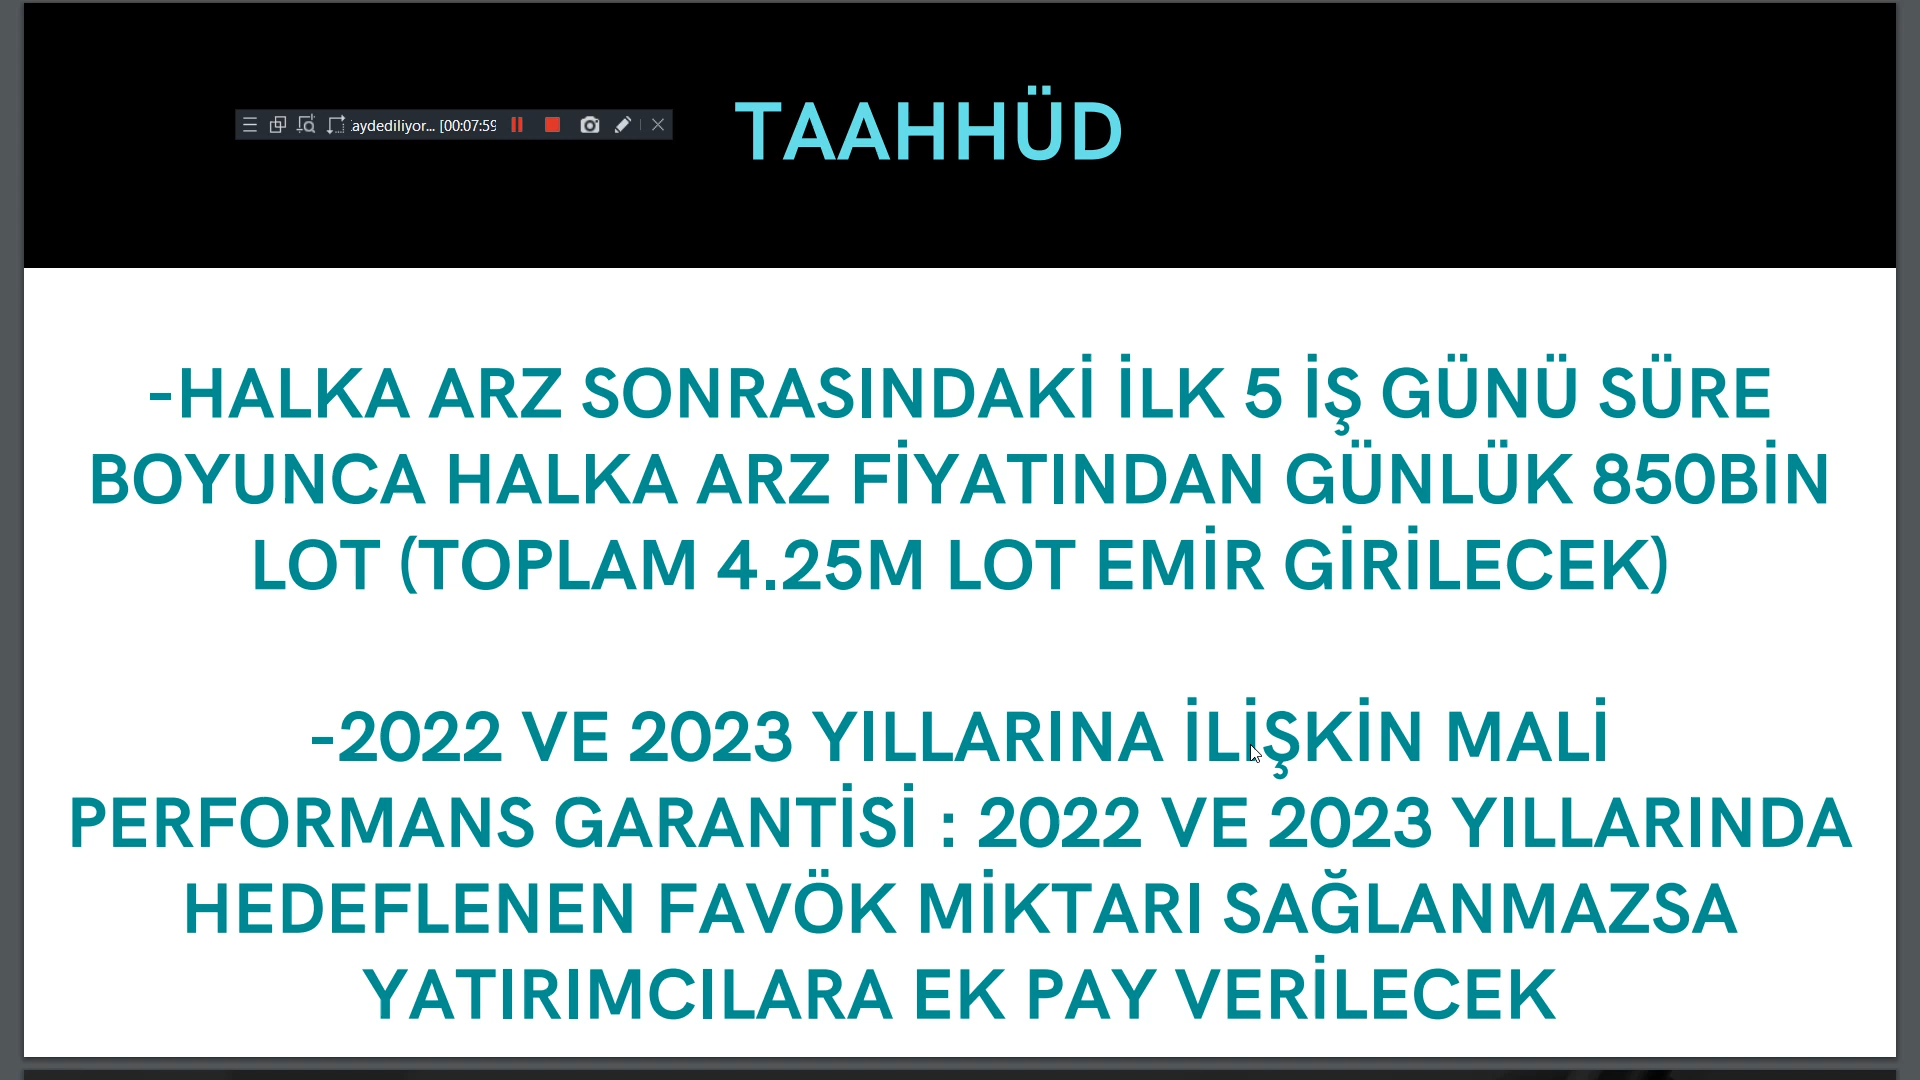 TAAHHÜD
aydediliyor... [00:07:59
-HALKA ARZ SONRASINDAKİ İLK 5 İŞ GÜNÜ SÜRE
BOYUNCA HALKA ARZ FİYATINDAN GÜNLÜK 850BİN
LOT (TOPLAM 4.25M LOT EMİR GİRİLECEK)
-2022 VE 2023 YILLARINA İLİŞKİN MALİ
PERFORMANS GARANTİSİ : 2022 VE 2023 YILLARINDA
HEDEFLENEN FAVÖK MİKTARI SAĞLANMAZSA
YATIRIMCILARA EK PAY VERİLECEK